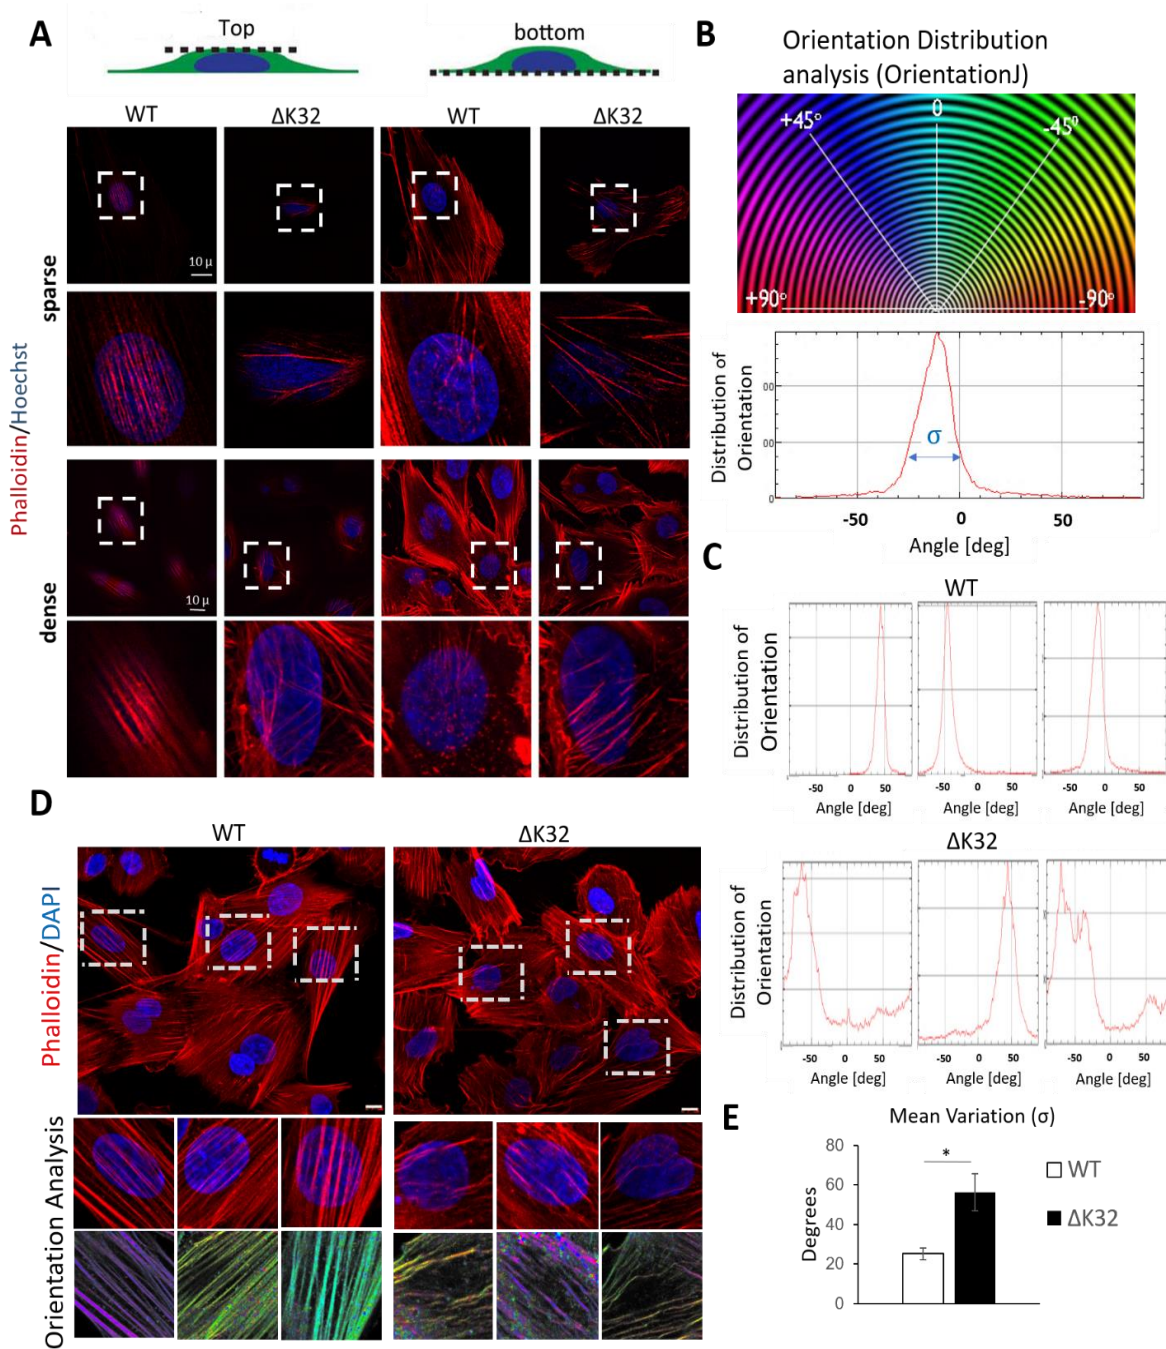 A
Top
bottom
WT
ΔK32
WT
ΔK32
Phalloidin/Hoechst
sparse
10 μ
dense
10 μ
B
Orientation Distribution
analysis (OrientationJ)
+45°
0
-45°
+90°
-90°
Distribution of
Orientation
00
00
0
σ
-50
0
50
Angle [deg]
C
WT
Distribution of
Orientation
-50
0
50
-50
0
50
-50
0
50
Angle [deg]
Angle [deg]
Angle [deg]
ΔK32
Distribution of
Orientation
-50
0
50
-50
0
50
-50
0
50
Angle [deg]
Angle [deg]
Angle [deg]
D
WT
ΔK32
Phalloidin/DAPI
Orientation Analysis
E
Mean Variation (σ)
Degrees
80
60
40
20
0
*
WT
ΔK32